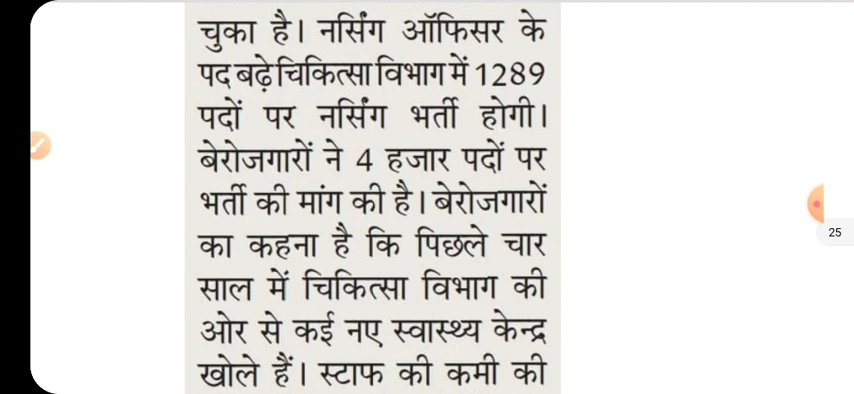 चुका है। नर्सिंग ऑफिसर के
पद बढ़े चिकित्सा विभाग में 1289
पदों पर नर्सिंग भर्ती होगी।
बेरोजगारों ने 4 हजार पदों पर
भर्ती की मांग की है। बेरोजगारों
का कहना है कि पिछले चार
साल में चिकित्सा विभाग की
ओर से कई नए स्वास्थ्य केन्द्र
खोले हैं। स्टाफ की कमी की
25